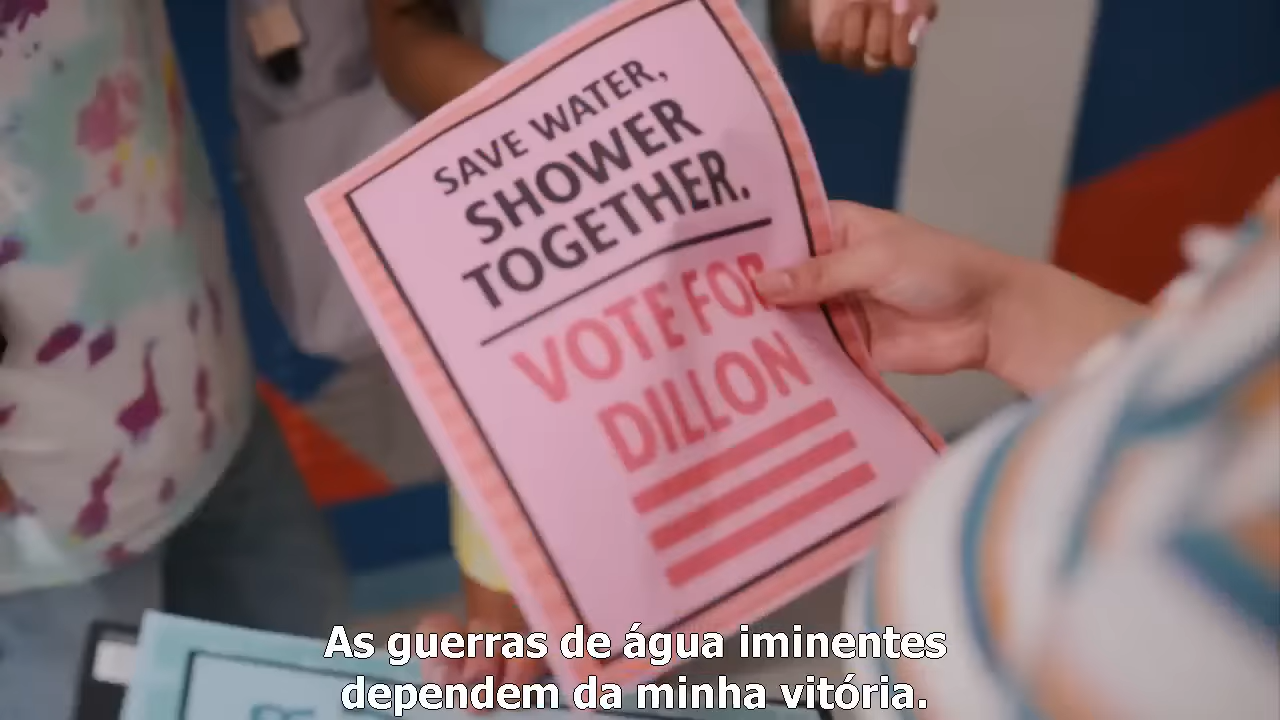 SAVE WATER,
SHOWER
TOGETHER.
VOTE FOR
DILLON
As guerras de água iminentes
dependem da minha vitória.